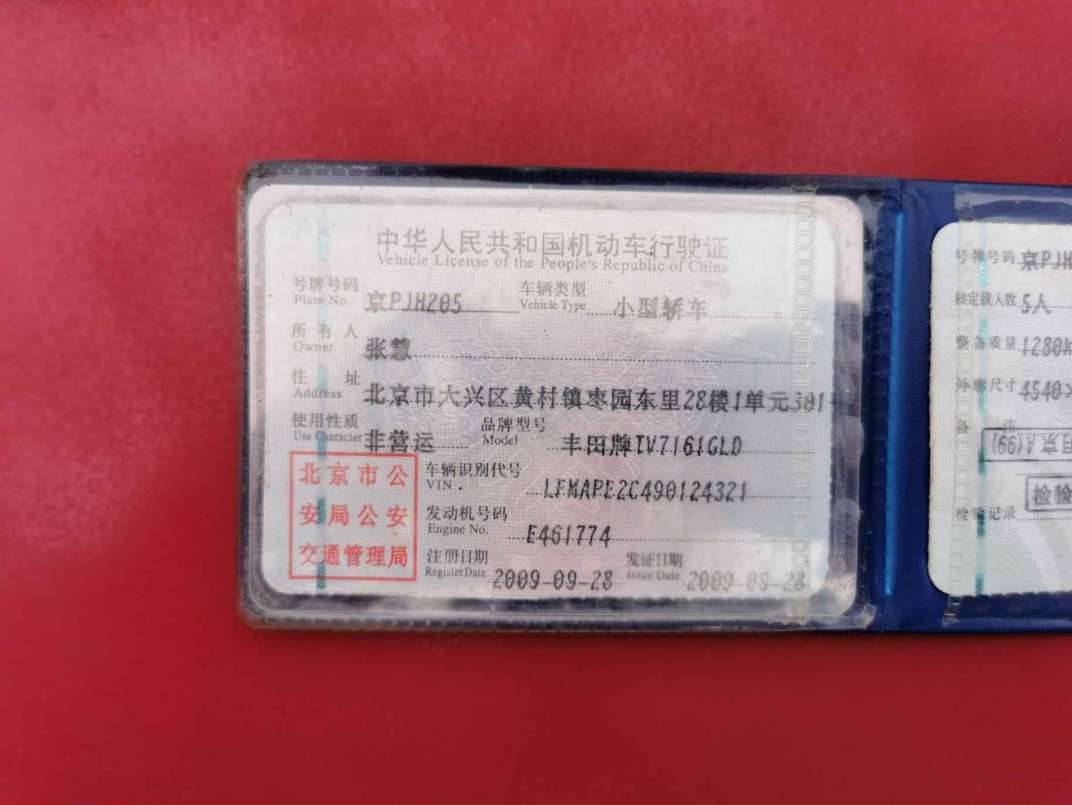 中华人民共和国机动车行驶证
Vehicle License of the People's Republic of China
号牌号码 京PJH205 车辆类型 小型轿车
Plate No. Vehicle Type
所有人 张慧
Owner
住址 北京市大兴区黄村镇枣园东里28楼1单元301
Address
使用性质 非营运 品牌型号 丰田牌TV7161GLD
Use Character Model
北京市公
安局公安
交通管理局
车辆识别代号 LFMAPE2C490124321
VIN
发动机号码 E461774
Engine No.
注册日期 2009-09-28 发证日期 2009-09-28
Register Date Issue Date
号牌号码 京PJH
核定载人数 5人
整备质量 1280k
外廓尺寸 4540×
备注
检验
检验记录